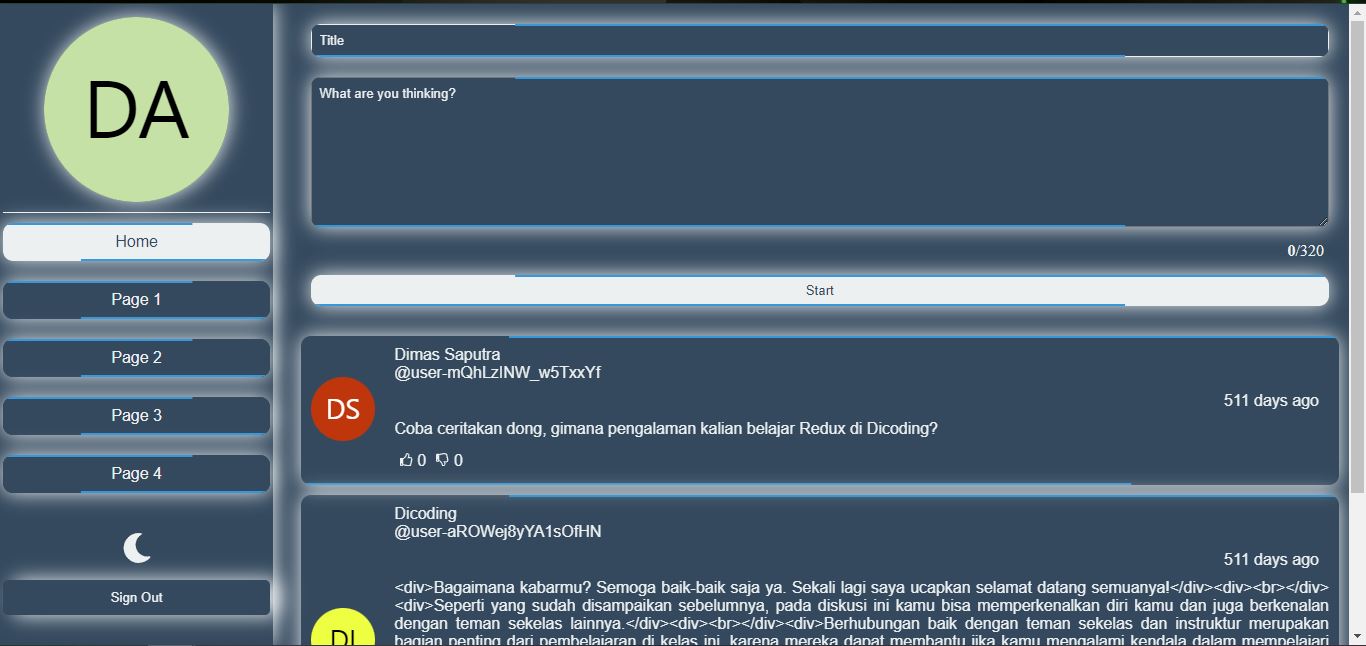 DA
Home
Page 1
Page 2
Page 3
Page 4
Sign Out
Title
What are you thinking?
0/320
Start
DS
Dimas Saputra
@user-mQhLzINW_w5TxxYf
511 days ago
Coba ceritakan dong, gimana pengalaman kalian belajar Redux di Dicoding?
0 0
Dicoding
@user-aROWej8yYA1sOfHN
511 days ago
DI
<div>Bagaimana kabarmu? Semoga baik-baik saja ya. Sekali lagi saya ucapkan selamat datang semuanya!</div><div><br></div>
<div>Seperti yang sudah disampaikan sebelumnya, pada diskusi ini kamu bisa memperkenalkan diri kamu dan juga berkenalan
dengan teman sekelas lainnya.</div><div><br></div><div>Berhubungan baik dengan teman sekelas dan instruktur merupakan
bagian penting dari pembelajaran di kelas ini, karena mereka dapat membantu jika kamu mengalami kendala dalam mempelajari